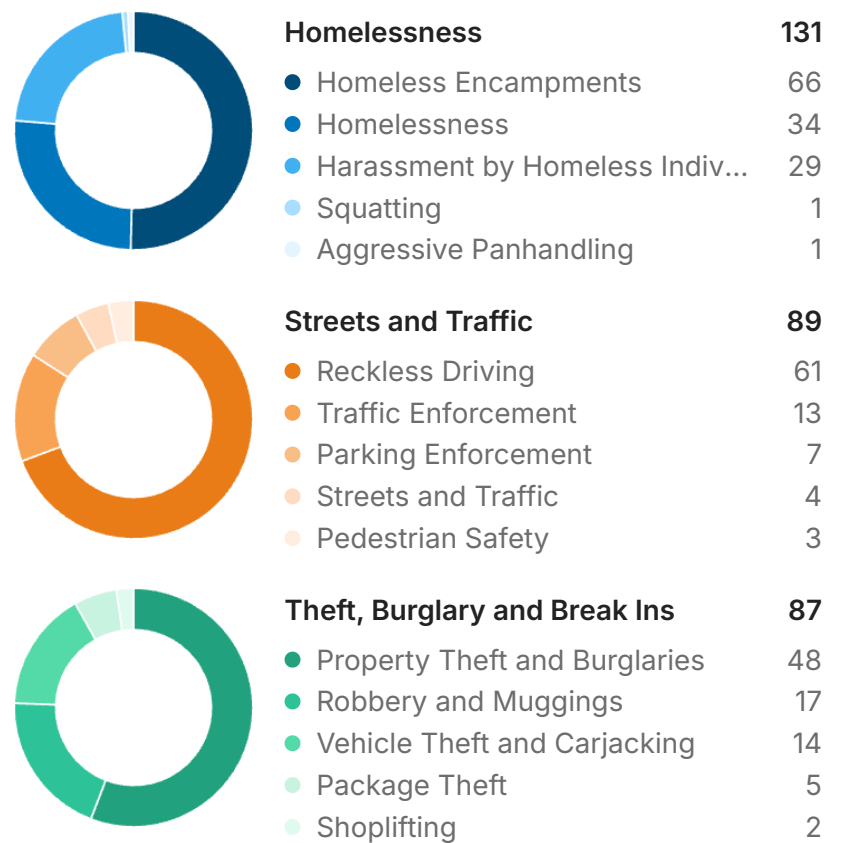 Homelessness 131
Homeless Encampments 66
Homelessness 34
Harassment by Homeless Indiv... 29
Squatting 1
Aggressive Panhandling 1
Streets and Traffic 89
Reckless Driving 61
Traffic Enforcement 13
Parking Enforcement 7
Streets and Traffic 4
Pedestrian Safety 3
Theft, Burglary and Break Ins 87
Property Theft and Burglaries 48
Robbery and Muggings 17
Vehicle Theft and Carjacking 14
Package Theft 5
Shoplifting 2